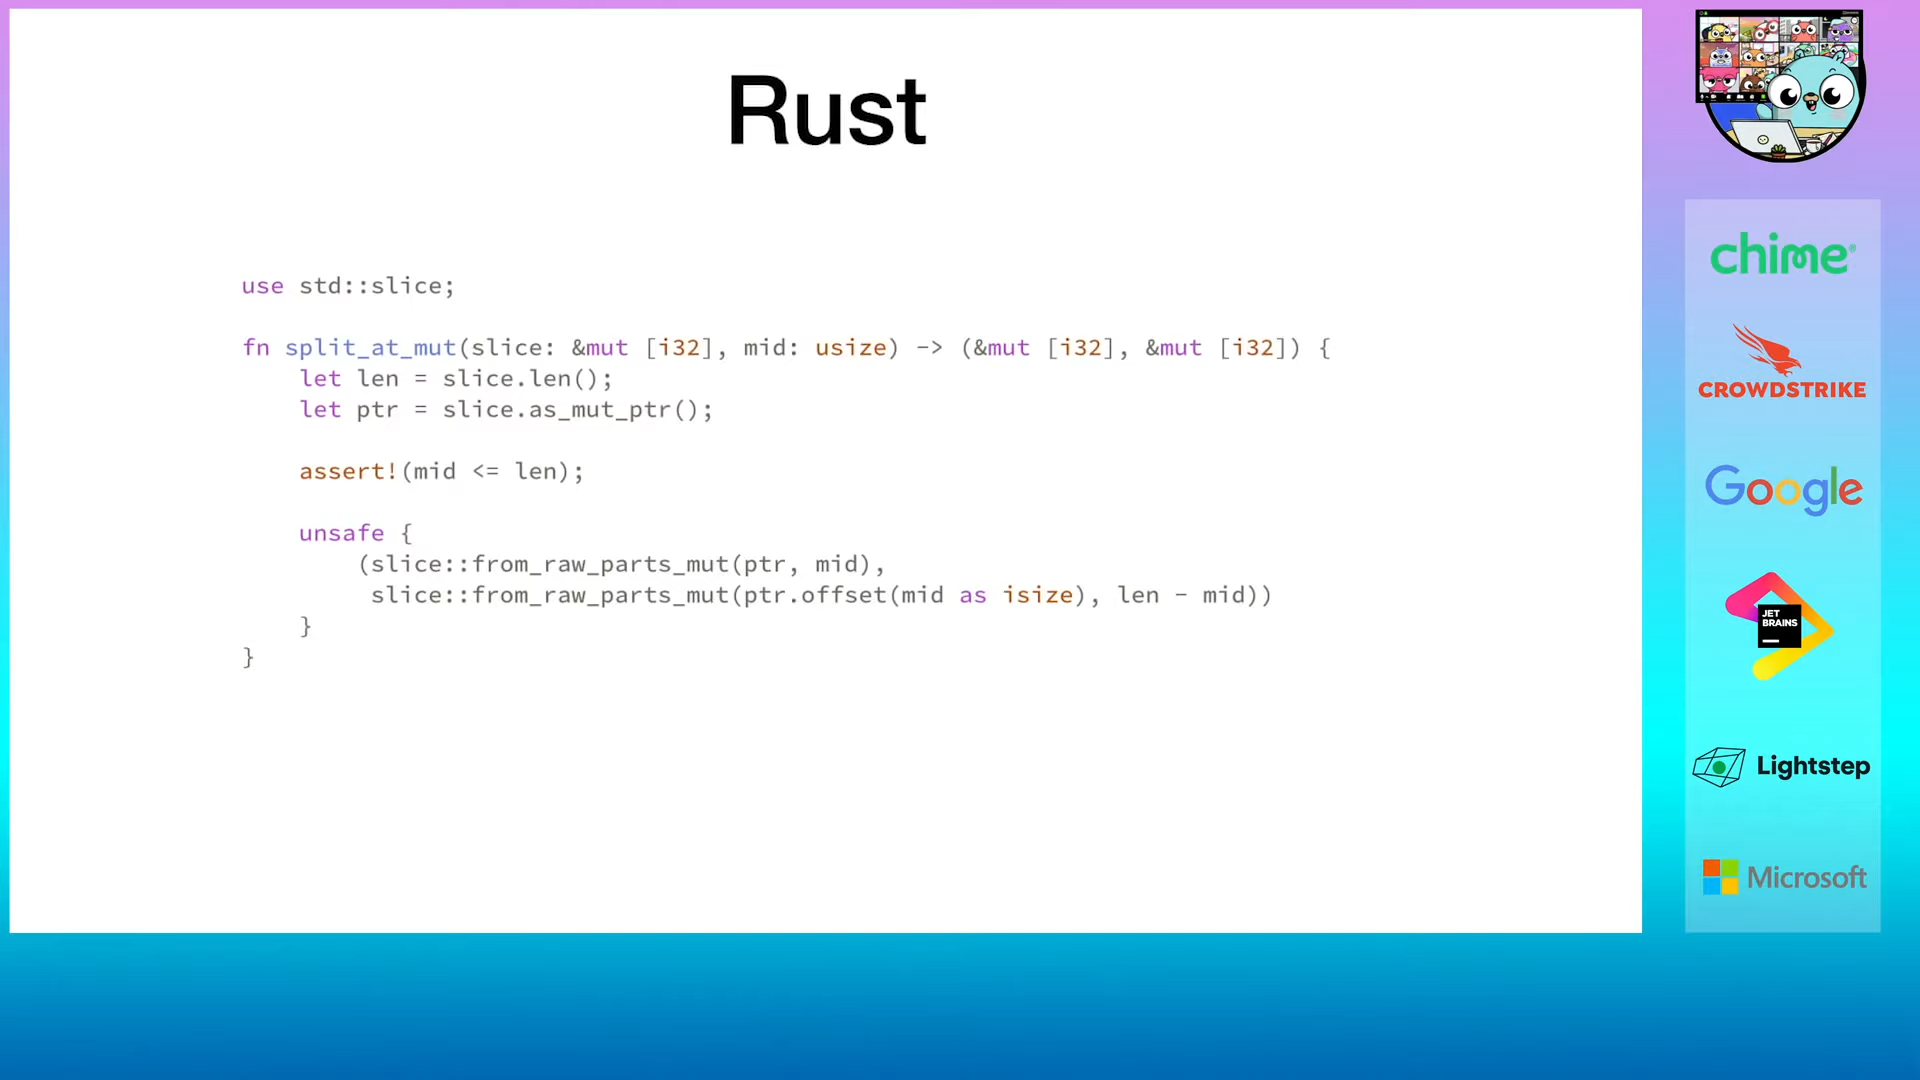 Rust
use std::slice;
fn split_at_mut(slice: &mut [i32], mid: usize) -> (&mut [i32], &mut [i32]) {
    let len = slice.len();
    let ptr = slice.as_mut_ptr();
    assert!(mid <= len);
    unsafe {
        (slice::from_raw_parts_mut(ptr, mid),
         slice::from_raw_parts_mut(ptr.offset(mid as isize), len - mid))
    }
}
chime
CROWDSTRIKE
Google
JET
BRAINS
Lightstep
Microsoft